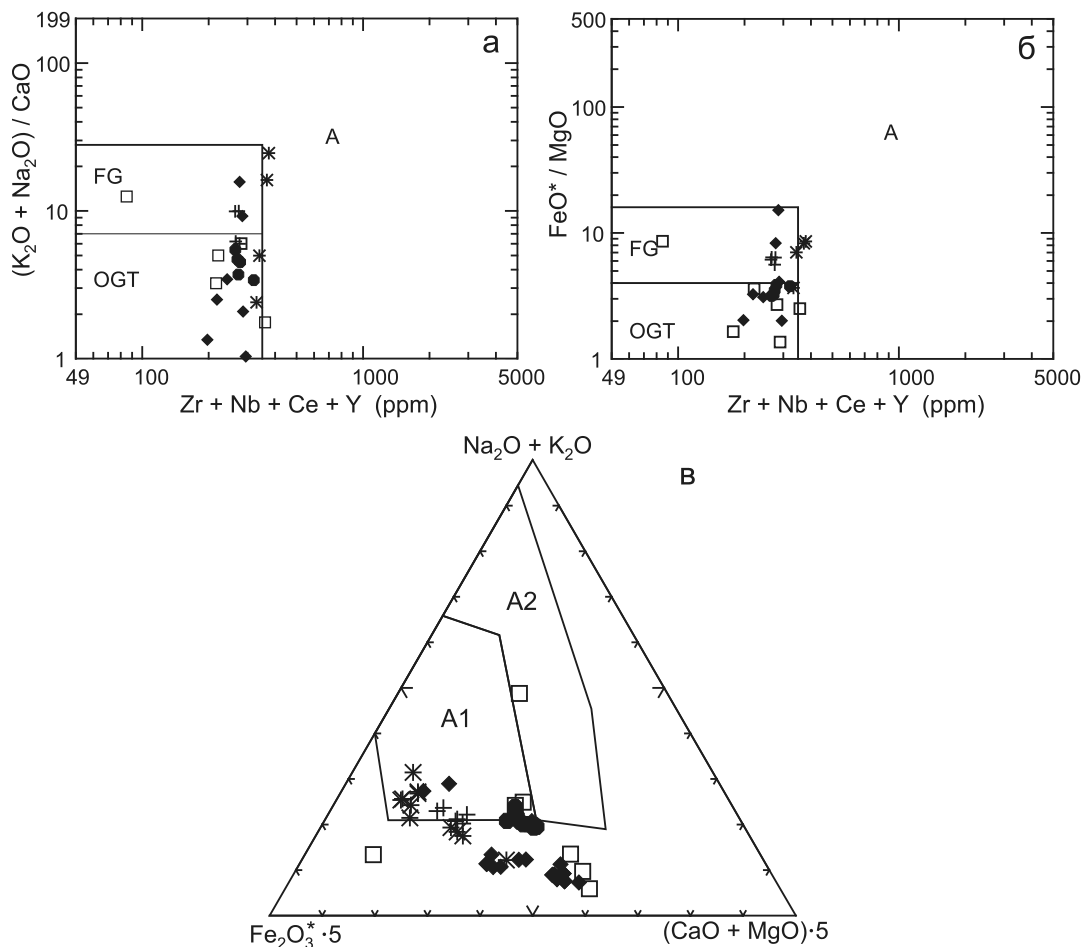 199
100
10
1
(K₂O + Na₂O) / CaO
а
A
FG
OGT
49 100 1000 5000
Zr + Nb + Ce + Y (ppm)
500
100
10
1
FeO* / MgO
б
A
FG
OGT
49 100 1000 5000
Zr + Nb + Ce + Y (ppm)
Na₂O + K₂O
в
A2
A1
Fe₂O₃*·5
(CaO + MgO)·5